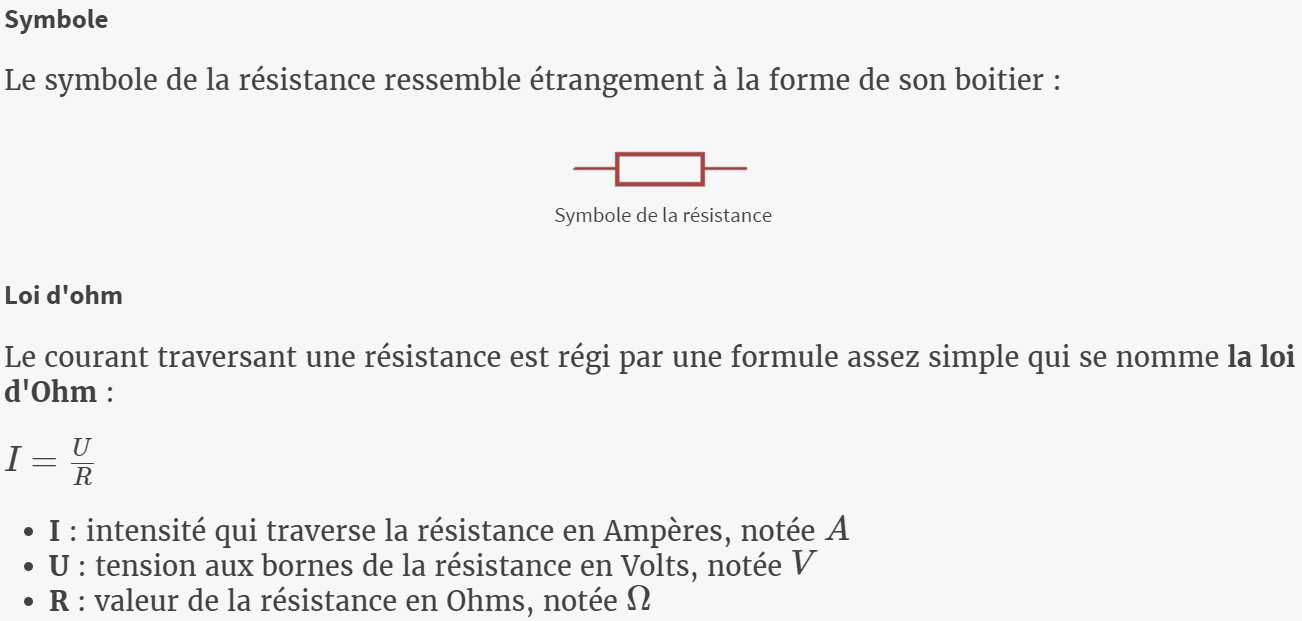 Symbole
Le symbole de la résistance ressemble étrangement à la forme de son boitier :
Symbole de la résistance
Loi d'ohm
Le courant traversant une résistance est régi par une formule assez simple qui se nomme la loi
d'Ohm :
I = U/R
• I : intensité qui traverse la résistance en Ampères, notée A
• U : tension aux bornes de la résistance en Volts, notée V
• R : valeur de la résistance en Ohms, notée Ω